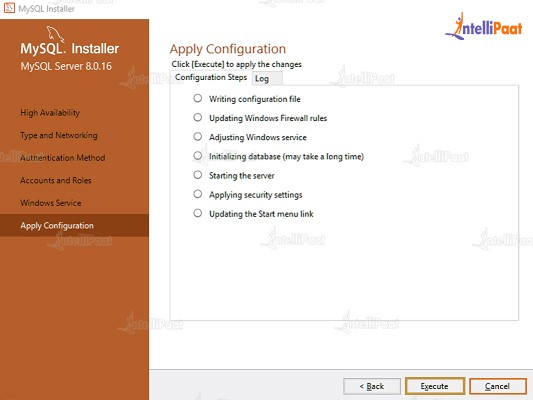 MySQL Installer
IntelliPaat
MySQL. Installer
MySQL Server 8.0.16
High Availability
Type and Networking
Authentication Method
Accounts and Roles
Windows Service
Apply Configuration
Apply Configuration
Click [Execute] to apply the changes
Configuration Steps Log
Writing configuration file
Updating Windows Firewall rules
Adjusting Windows service
Initializing database (may take a long time)
Starting the server
Applying security settings
Updating the Start menu link
< Back Execute Cancel